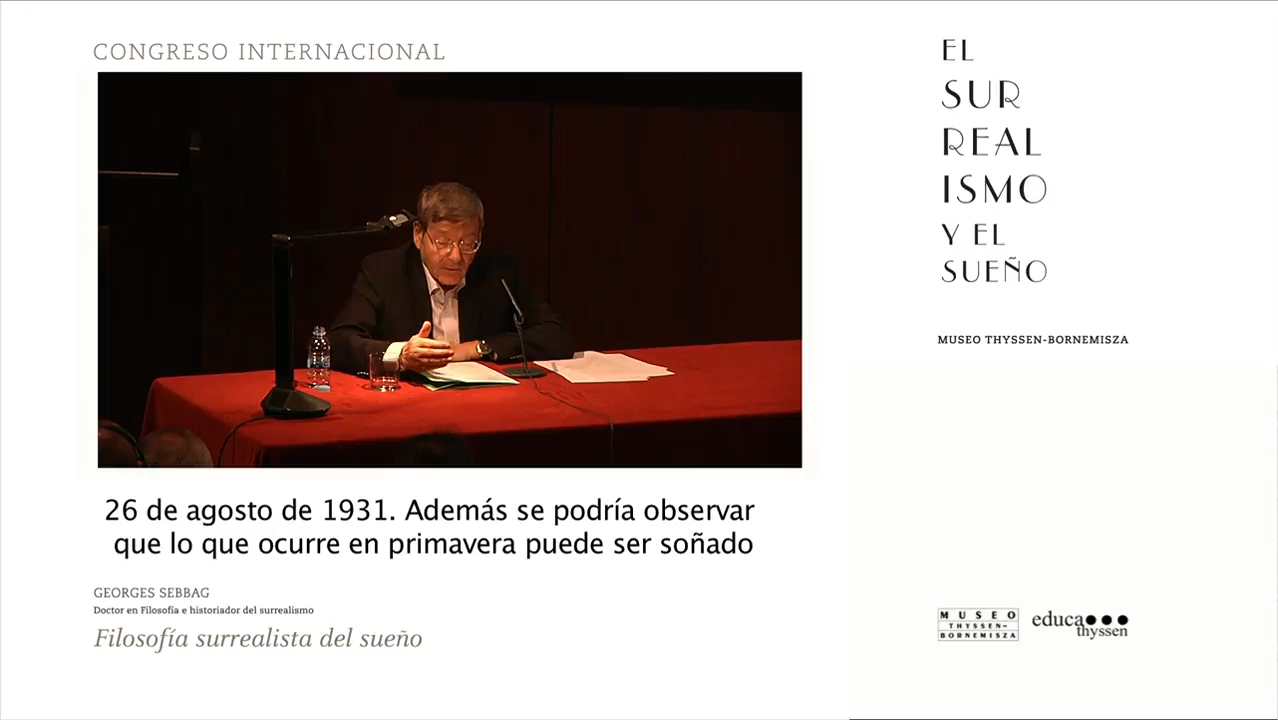 CONGRESO INTERNACIONAL
EL
SUR
REAL
ISMO
Y EL
SUEÑO
MUSEO THYSSEN-BORNEMISZA
26 de agosto de 1931. Además se podría observar
que lo que ocurre en primavera puede ser soñado
GEORGES SEBBAG
Doctor en Filosofía e historiador del surrealismo
Filosofía surrealista del sueño
MUSEO
THYSSEN-
BORNEMISZA
educa
thyssen